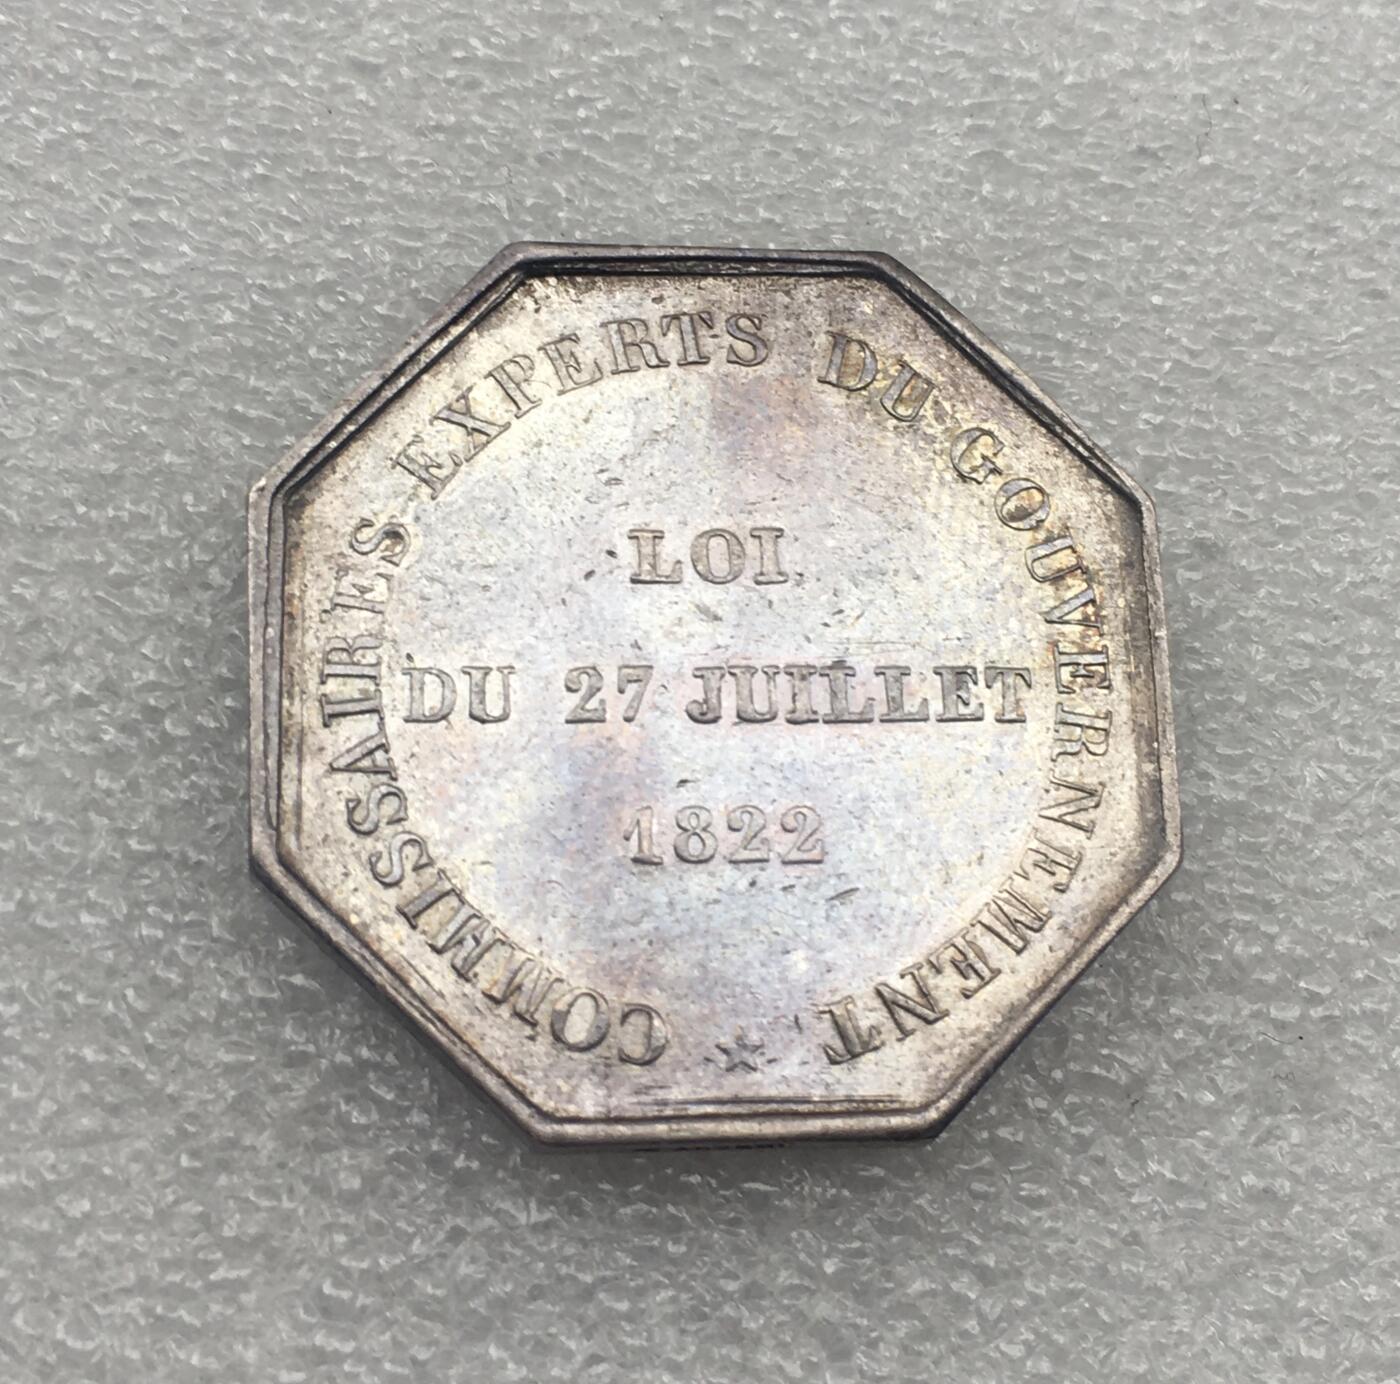 COMMISSAIRES EXPERTS DU GOUVERNEMENT
LOI
DU 27 JUILLET
1822